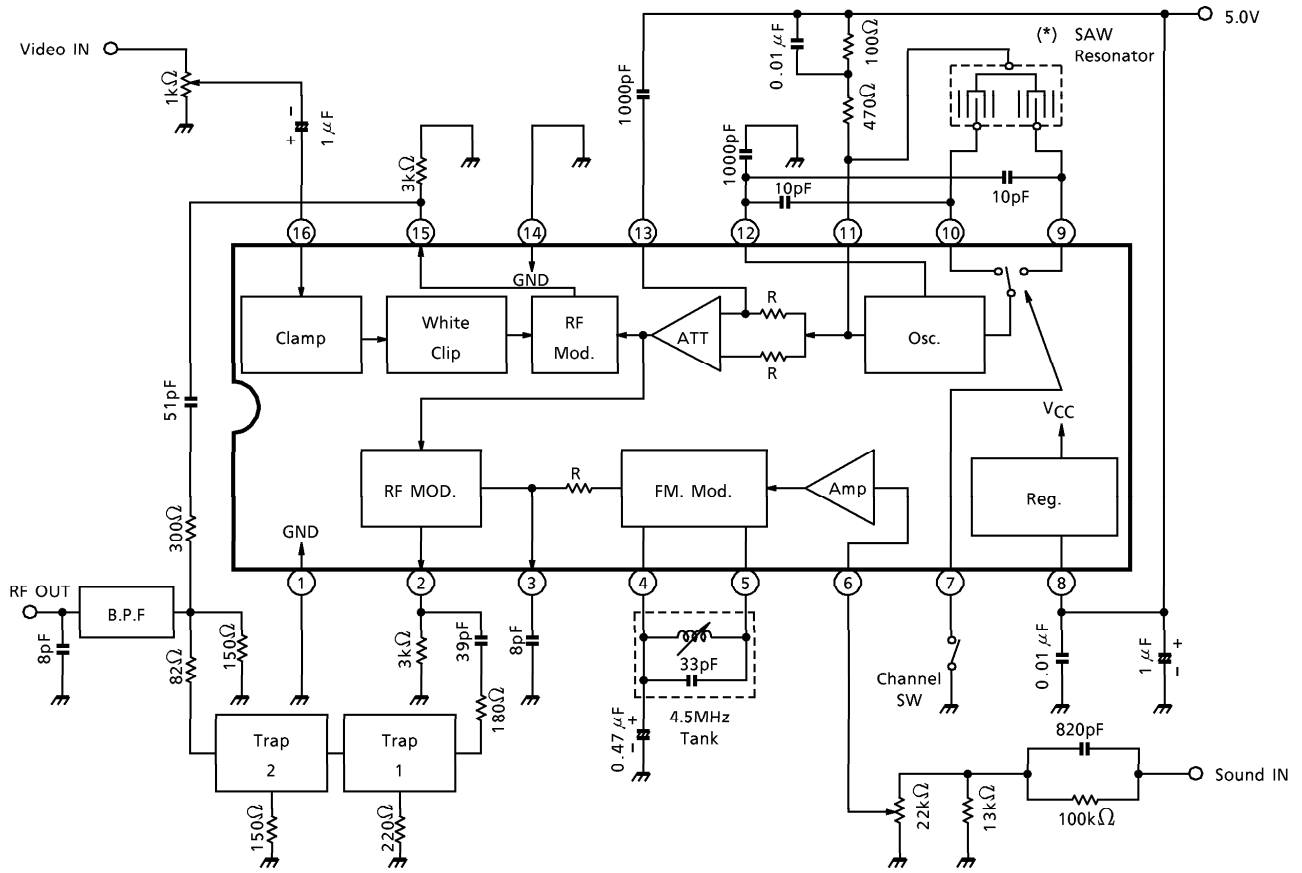 5.0V
Video IN
1kΩ
- + 1μF
1000pF
0.01μF
100Ω
470Ω
(*) SAW
Resonator
3kΩ
1000pF
10pF
10pF
16
15
14
13
12
11
10
9
GND
Clamp
White
Clip
RF
Mod.
ATT
R
R
Osc.
51pF
VCC
RF MOD.
R
FM. Mod.
Amp
Reg.
300Ω
GND
1
2
3
4
5
6
7
8
RF OUT
B.P.F
8pF
82Ω
150Ω
3kΩ
39pF
8pF
180Ω
33pF
4.5MHz
Tank
0.47μF + -
Channel
SW
0.01μF
1μF + -
Trap
2
Trap
1
150Ω
220Ω
22kΩ
13kΩ
820pF
100kΩ
Sound IN